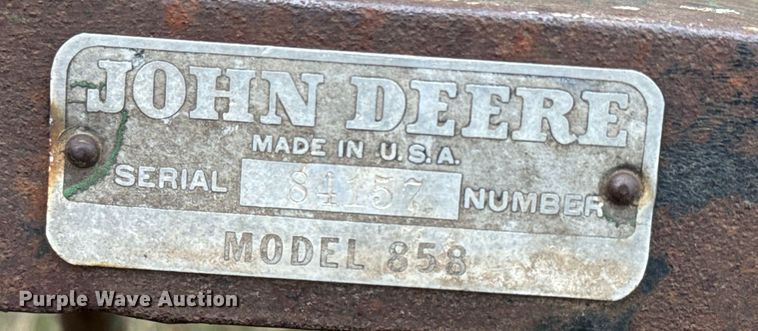 JOHN DEERE
MADE IN U.S.A.
SERIAL 84157 NUMBER
MODEL 858
Purple Wave Auction